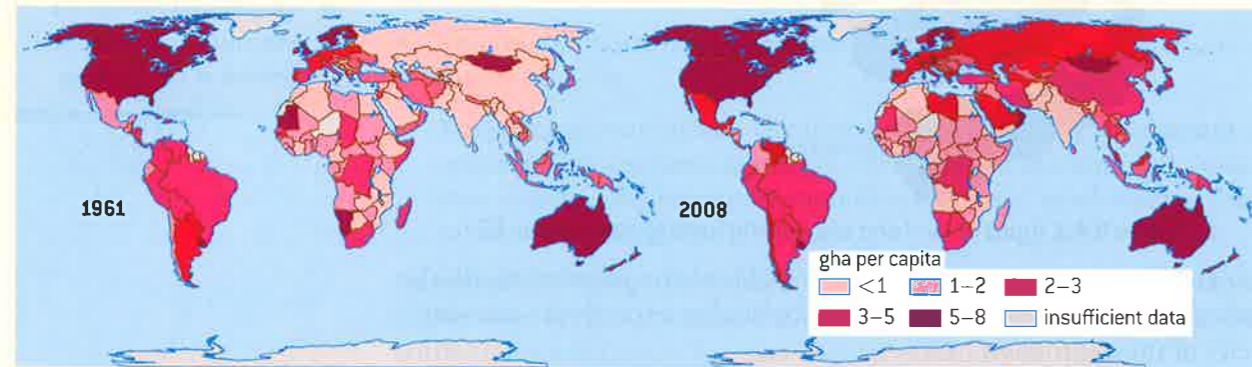 1961
2008
gha per capita
<1 1–2 2–3
3–5 5–8 insufficient data